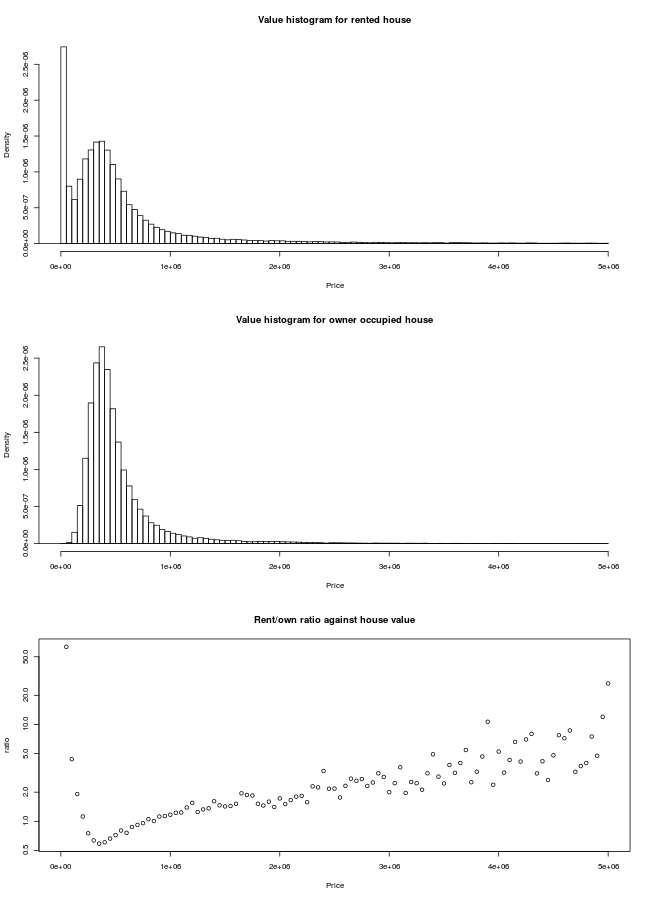 Value histogram for rented house
Density
0.0e+00 5.0e-07 1.0e-06 1.5e-06 2.0e-06 2.5e-06
0e+00 1e+06 2e+06 3e+06 4e+06 5e+06
Price
Value histogram for owner occupied house
Density
0.0e+00 5.0e-07 1.0e-06 1.5e-06 2.0e-06 2.5e-06
0e+00 1e+06 2e+06 3e+06 4e+06 5e+06
Price
Rent/own ratio against house value
ratio
0.5 1.0 2.0 5.0 10.0 20.0 50.0
0e+00 1e+06 2e+06 3e+06 4e+06 5e+06
Price